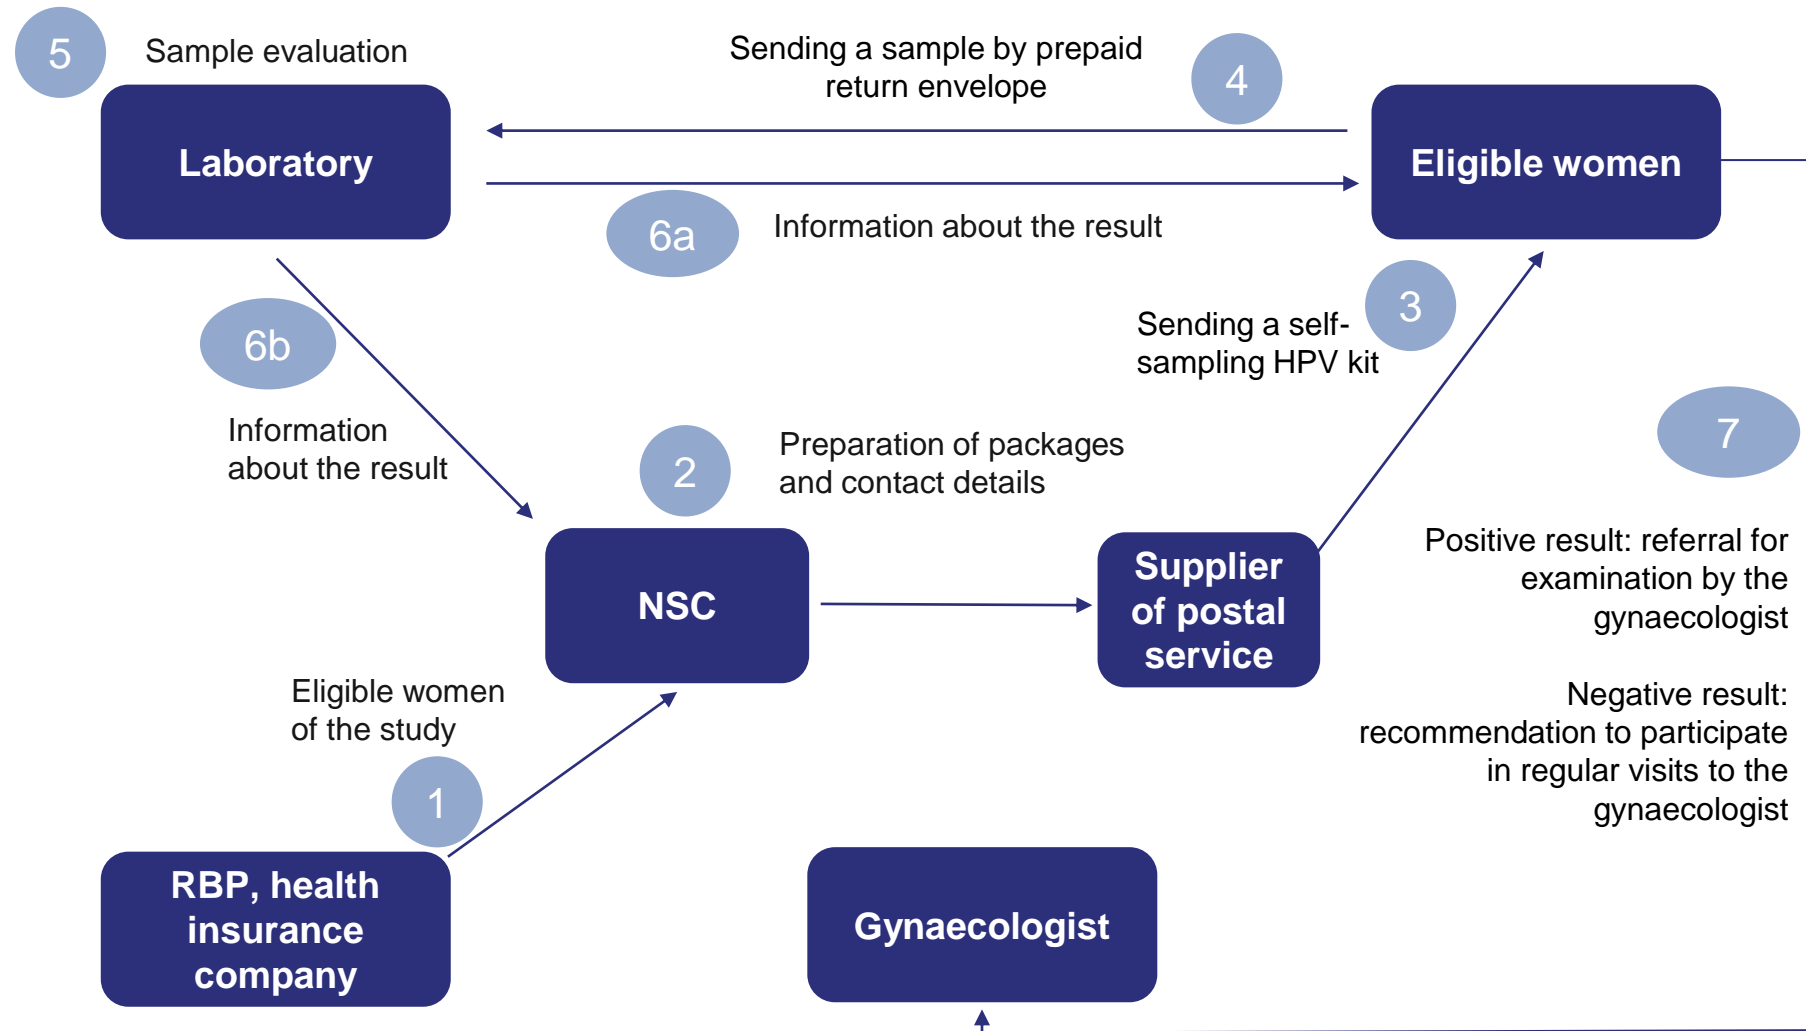 5
Sample evaluation
Sending a sample by prepaid
return envelope
4
Laboratory
Eligible women
6a
Information about the result
6b
3
Sending a self-
sampling HPV kit
Information
about the result
2
Preparation of packages
and contact details
7
NSC
Supplier
of postal
service
Positive result: referral for
examination by the
gynaecologist
Negative result:
recommendation to participate
in regular visits to the
gynaecologist
Eligible women
of the study
1
RBP, health
insurance
company
Gynaecologist